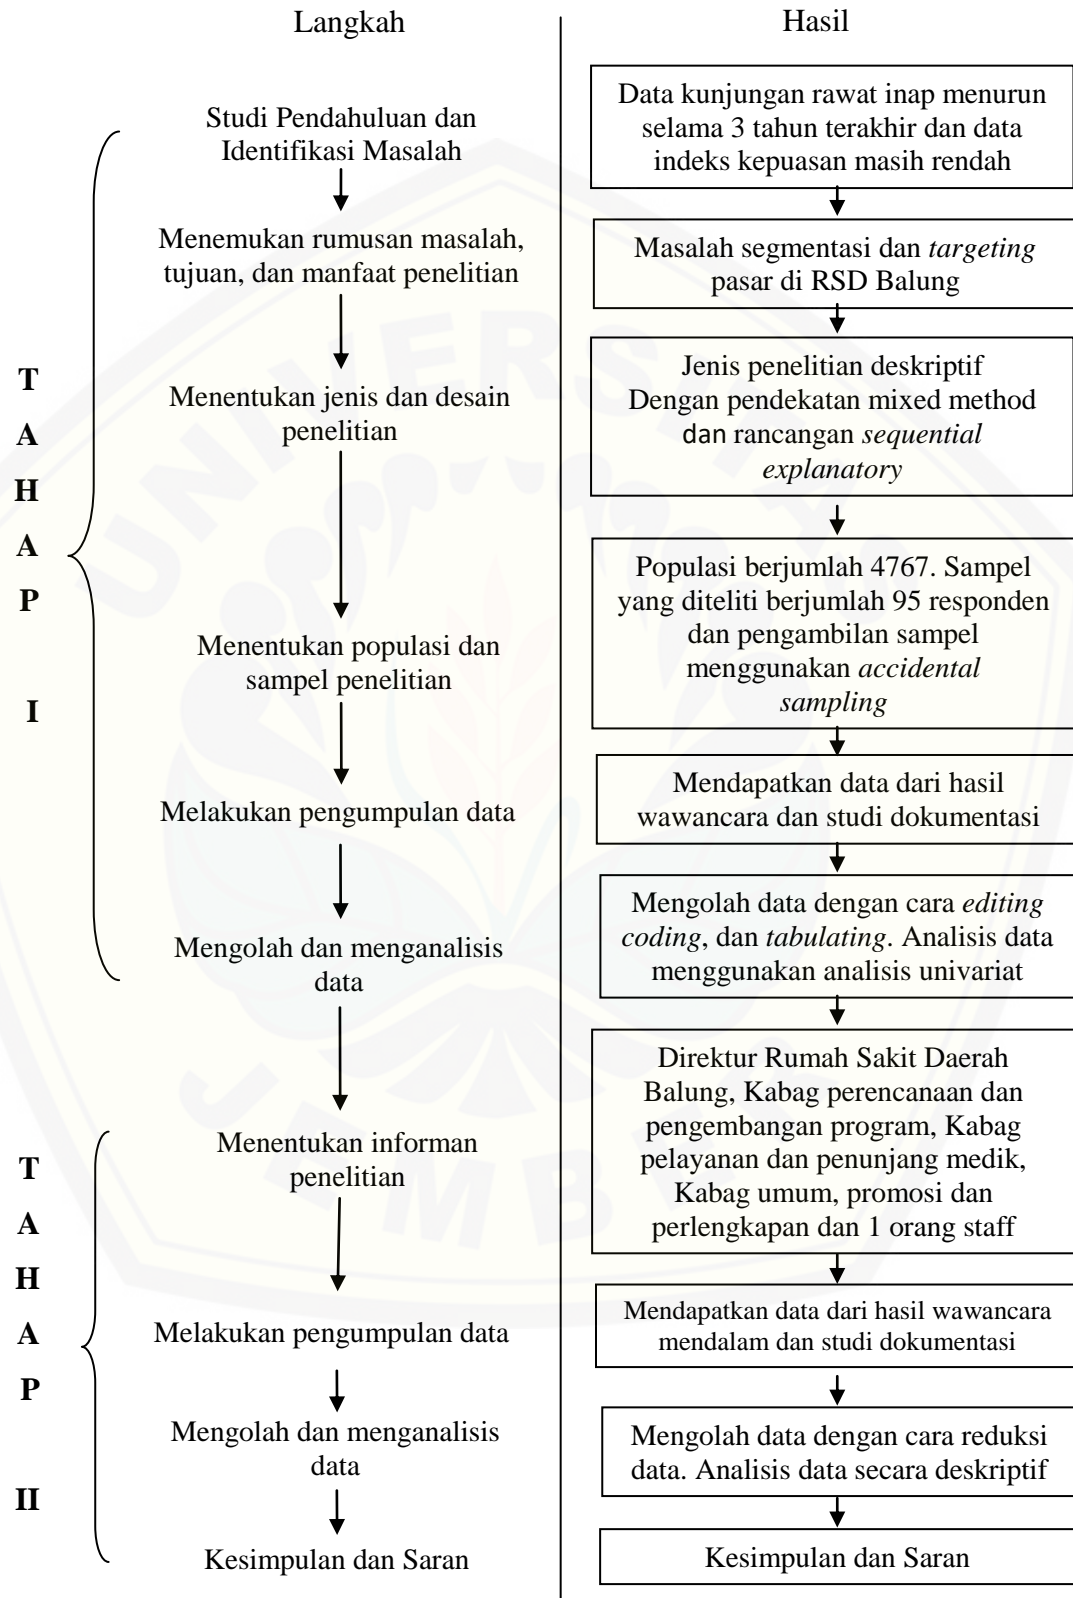 Langkah
Hasil
TAHAP I
Studi Pendahuluan dan
Identifikasi Masalah
Menemukan rumusan masalah,
tujuan, dan manfaat penelitian
Menentukan jenis dan desain
penelitian
Menentukan populasi dan
sampel penelitian
Melakukan pengumpulan data
Mengolah dan menganalisis
data
TAHAP II
Menentukan informan
penelitian
Melakukan pengumpulan data
Mengolah dan menganalisis
data
Kesimpulan dan Saran
Data kunjungan rawat inap menurun
selama 3 tahun terakhir dan data
indeks kepuasan masih rendah
Masalah segmentasi dan targeting
pasar di RSD Balung
Jenis penelitian deskriptif
Dengan pendekatan mixed method
dan rancangan sequential
explanatory
Populasi berjumlah 4767. Sampel
yang diteliti berjumlah 95 responden
dan pengambilan sampel
menggunakan accidental
sampling
Mendapatkan data dari hasil
wawancara dan studi dokumentasi
Mengolah data dengan cara editing
coding, dan tabulating. Analisis data
menggunakan analisis univariat
Direktur Rumah Sakit Daerah
Balung, Kabag perencanaan dan
pengembangan program, Kabag
pelayanan dan penunjang medik,
Kabag umum, promosi dan
perlengkapan dan 1 orang staff
Mendapatkan data dari hasil wawancara
mendalam dan studi dokumentasi
Mengolah data dengan cara reduksi
data. Analisis data secara deskriptif
Kesimpulan dan Saran
UNIVERSITAS
JEMBER